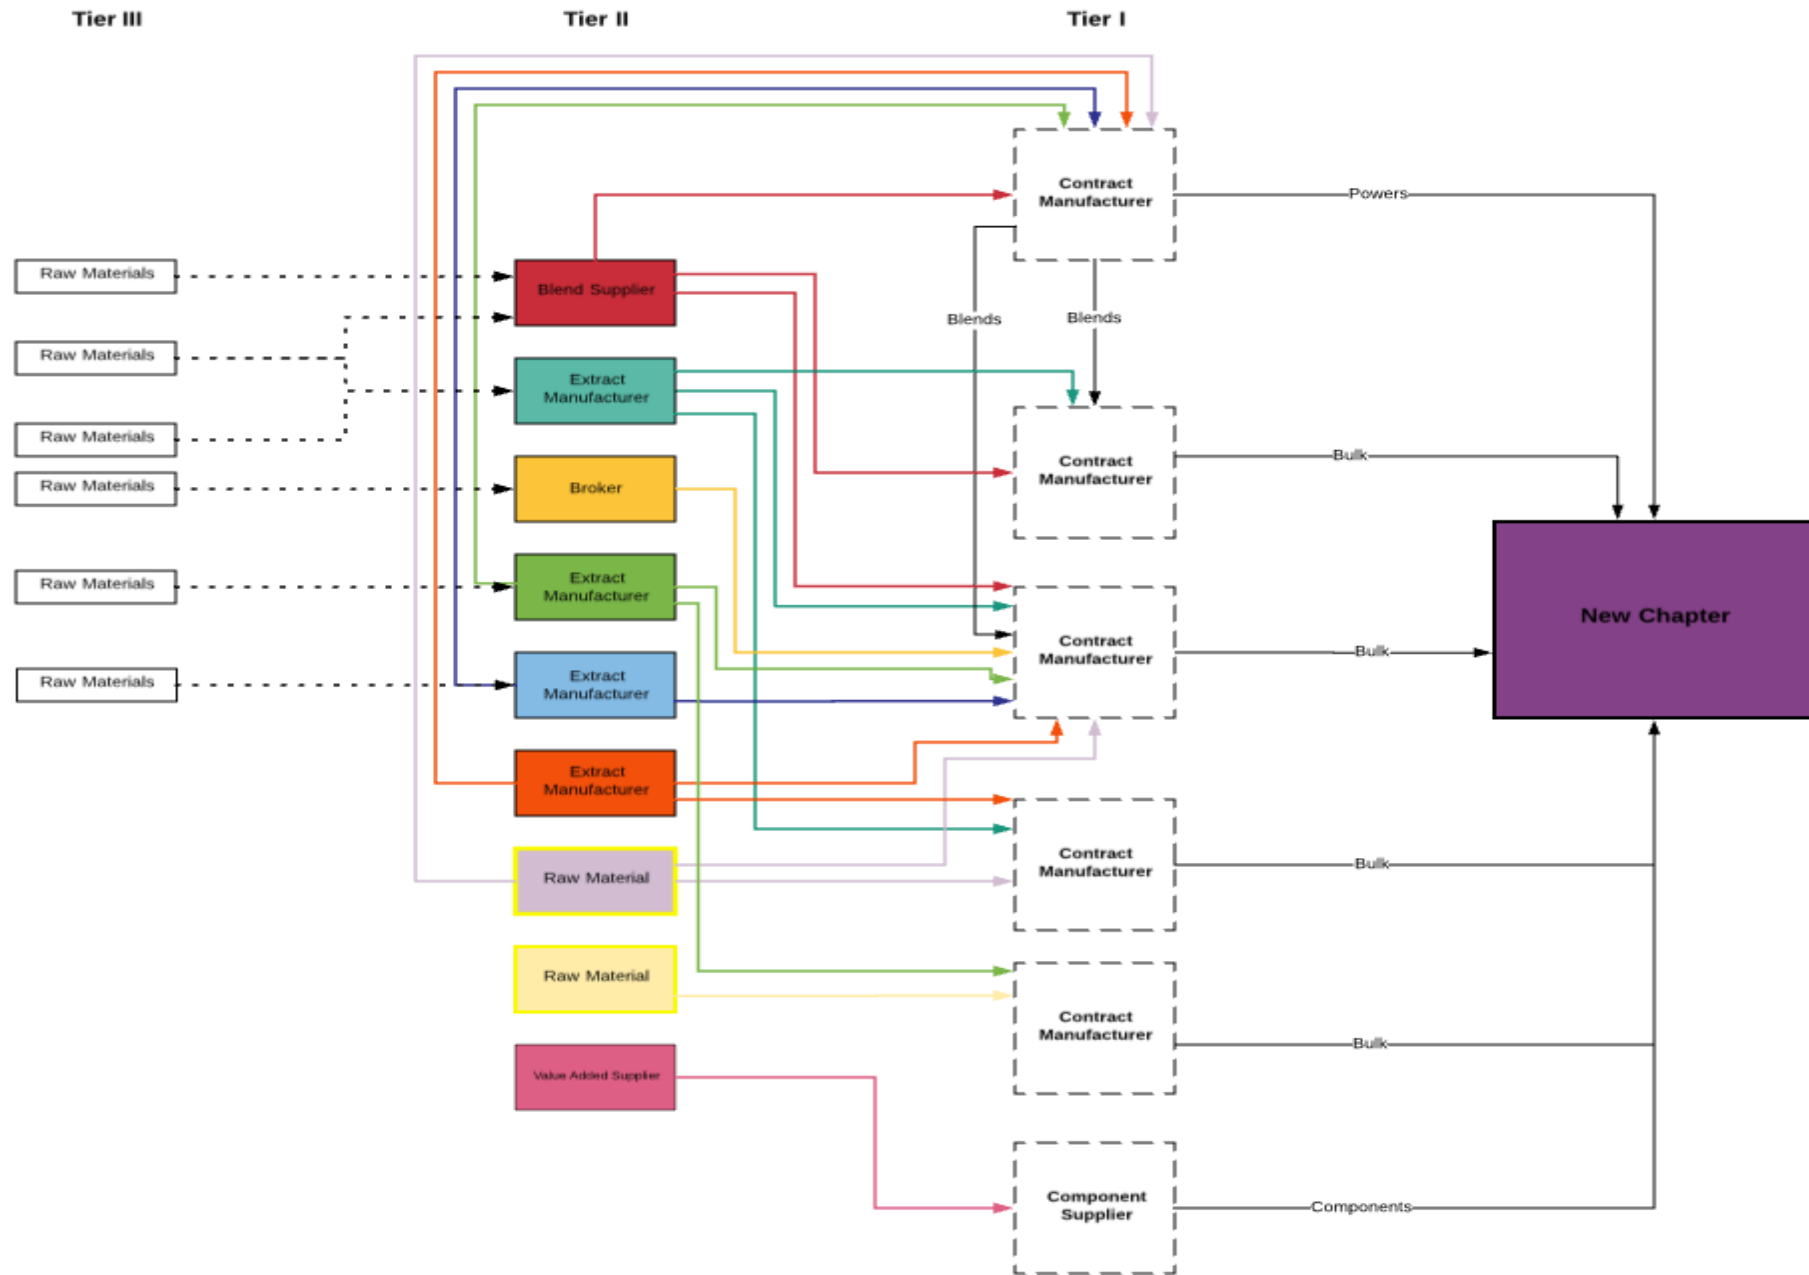 Tier III
Tier II
Tier I
Raw Materials
Raw Materials
Raw Materials
Raw Materials
Raw Materials
Raw Materials
Blend Supplier
Extract
Manufacturer
Broker
Extract
Manufacturer
Extract
Manufacturer
Extract
Manufacturer
Raw Material
Raw Material
Value Added Supplier
Contract
Manufacturer
Blends
Blends
Contract
Manufacturer
Contract
Manufacturer
Contract
Manufacturer
Contract
Manufacturer
Component
Supplier
Powers
Bulk
Bulk
Bulk
Bulk
Components
New Chapter